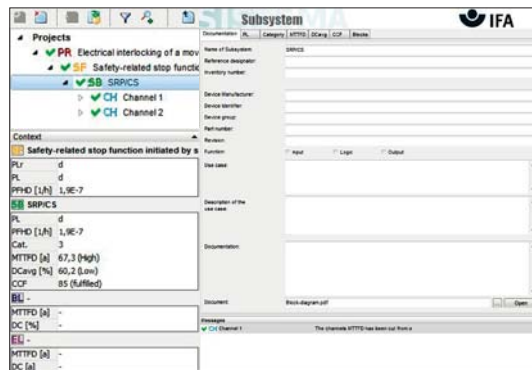 Subsystem
IFA
Projects
PR Electrical interlocking of a mov
SF Safety-related stop functic
SB SRP/CS
CH Channel 1
CH Channel 2
Context
Safety-related stop function initiated by s
PLr d
PL d
PFHD [1/h] 1,9E-7
SB SRP/CS
PL d
PFHD [1/h] 1,9E-7
Cat. 3
MTTFD [a] 67,3 (High)
DCavg [%] 60,2 (Low)
CCF 85 (fulfilled)
BL -
MTTFD [a] -
DC [%] -
EL -
MTTFD [a] -
DC [a] -
Documentation PL Category MTTFD DCavg CCF Blocks
Name of Subsystem: SRP/CS
Reference designator:
Inventory number:
Device Manufacturer:
Device Identifier:
Device group:
Part number:
Revision:
Function: Input Logic Output
Use case:
Description of the
use case:
Documentation:
Document: Block-diagram.pdf ... Open
Messages
CH Channel 1 The channels MTTFD has been cut from o